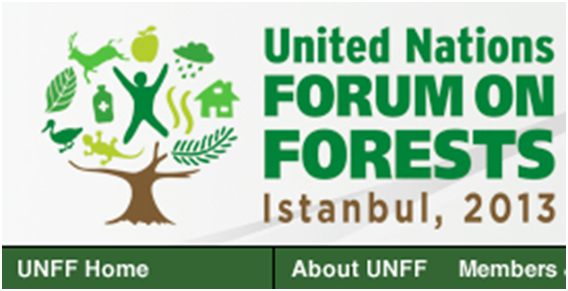 United Nations
FORUM ON
FORESTS
Istanbul, 2013
UNFF Home
About UNFF
Members